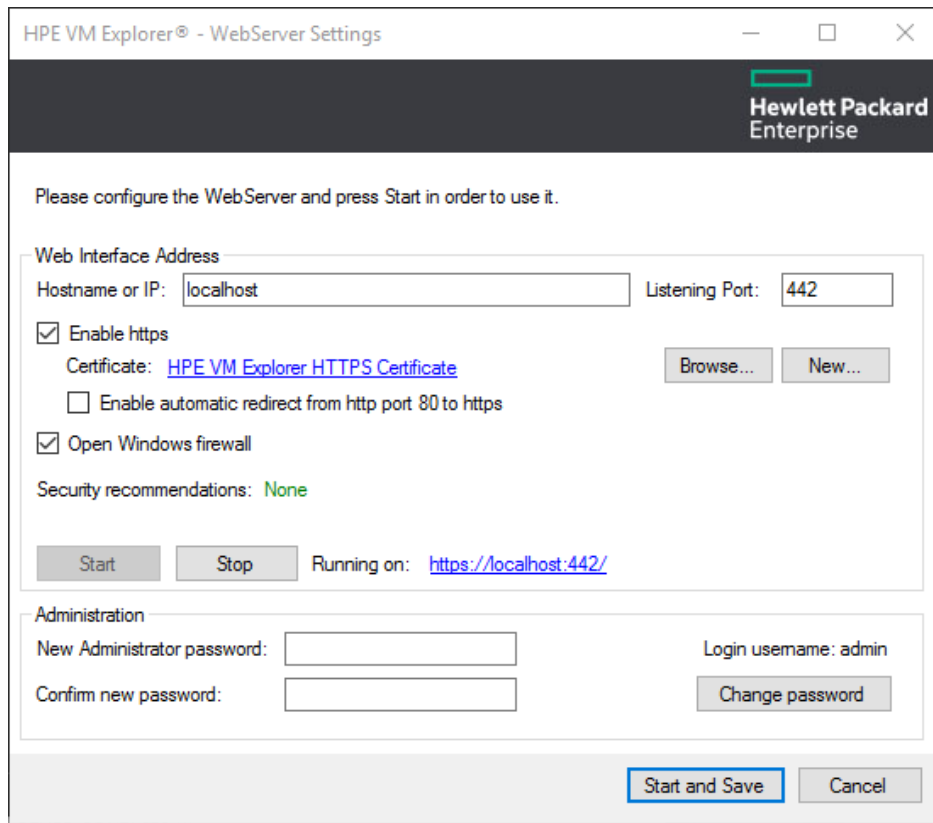 HPE VM Explorer® - WebServer Settings
Hewlett Packard
Enterprise
Please configure the WebServer and press Start in order to use it.
Web Interface Address
Hostname or IP: localhost Listening Port: 442
Enable https
Certificate: HPE VM Explorer HTTPS Certificate Browse... New...
Enable automatic redirect from http port 80 to https
Open Windows firewall
Security recommendations: None
Start Stop Running on: https://localhost:442/
Administration
New Administrator password: Login username: admin
Confirm new password: Change password
Start and Save Cancel